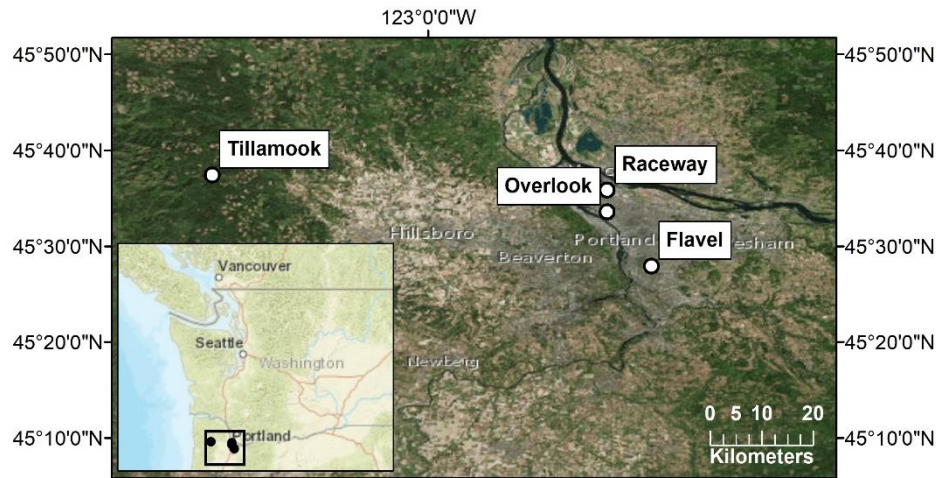 123°0'0"W
45°50'0"N
45°50'0"N
45°40'0"N
45°40'0"N
Tillamook
Raceway
Overlook
45°30'0"N
45°30'0"N
Hillsboro
Portland
Flavel
Beaverton
Vancouver
Seattle
Washington
45°20'0"N
45°20'0"N
Newberg
Portland
45°10'0"N
45°10'0"N
0 5 10 20
Kilometers